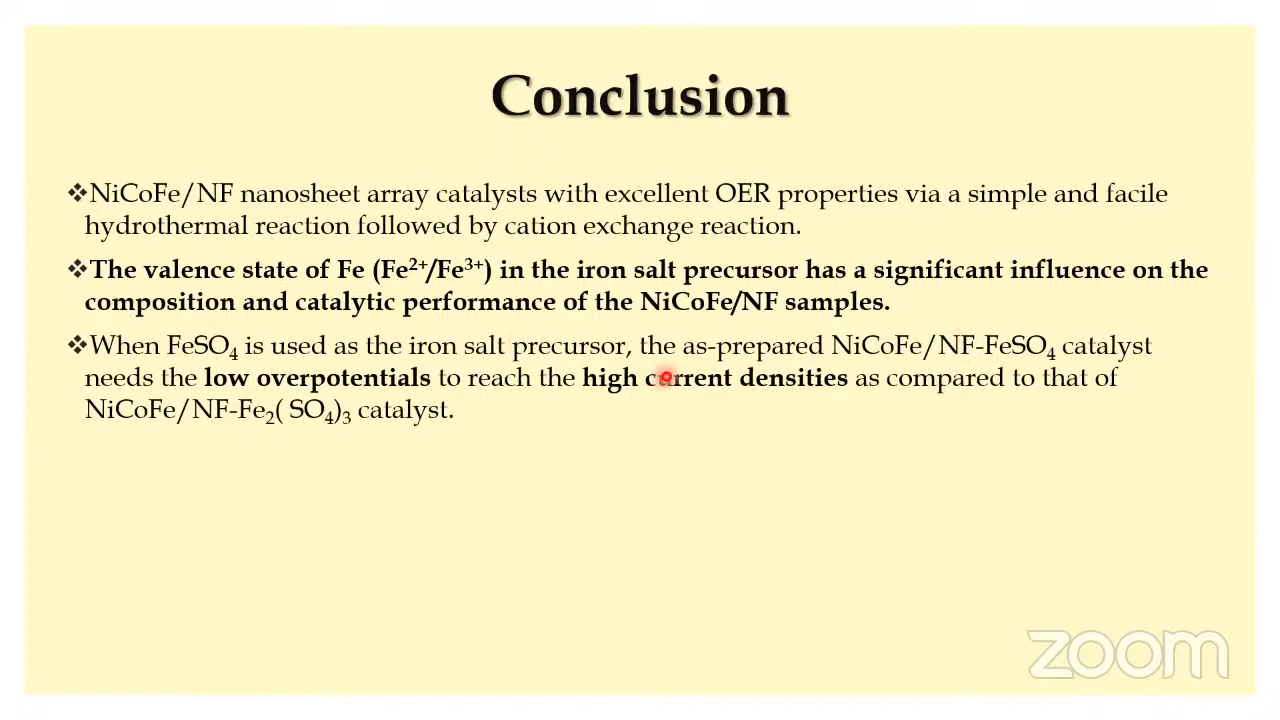 Conclusion
❖NiCoFe/NF nanosheet array catalysts with excellent OER properties via a simple and facile
hydrothermal reaction followed by cation exchange reaction.
❖The valence state of Fe (Fe²⁺/Fe³⁺) in the iron salt precursor has a significant influence on the
composition and catalytic performance of the NiCoFe/NF samples.
❖When FeSO₄ is used as the iron salt precursor, the as-prepared NiCoFe/NF-FeSO₄ catalyst
needs the low overpotentials to reach the high current densities as compared to that of
NiCoFe/NF-Fe₂( SO₄)₃ catalyst.
zoom